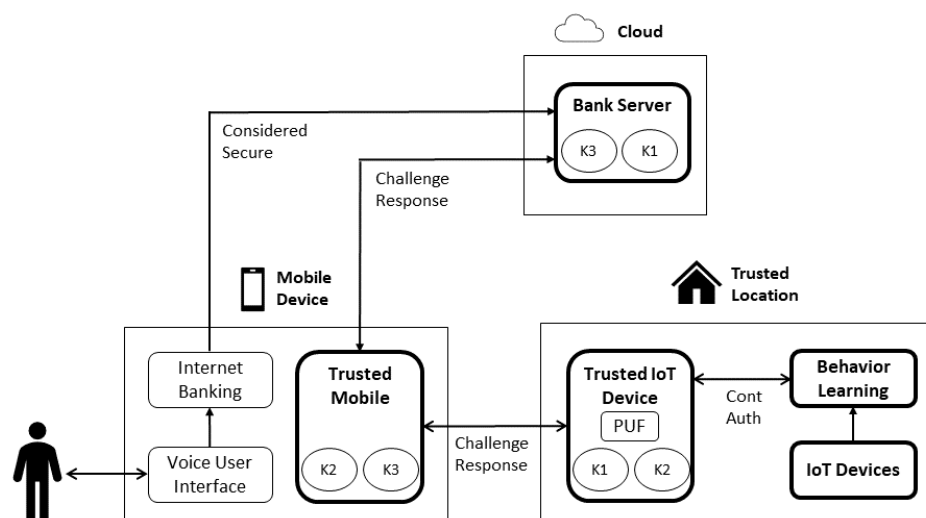 Cloud
Bank Server
K3
K1
Considered
Secure
Challenge
Response
Mobile
Device
Trusted
Location
Internet
Banking
Voice User
Interface
Trusted
Mobile
K2
K3
Challenge
Response
Trusted IoT
Device
PUF
K1
K2
Cont
Auth
Behavior
Learning
IoT Devices